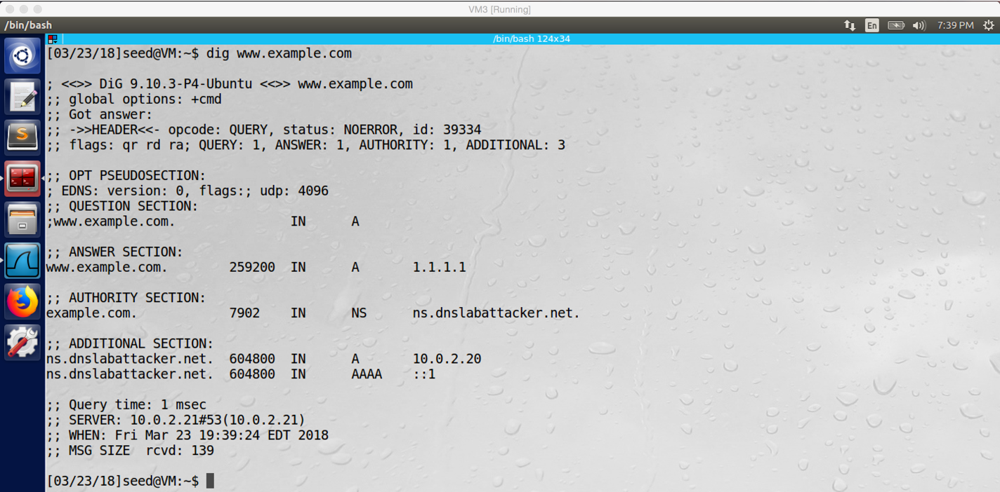 VM3 [Running]
/bin/bash En 7:39 PM
/bin/bash 124x34
[03/23/18]seed@VM:~$ dig www.example.com
; <<>> DiG 9.10.3-P4-Ubuntu <<>> www.example.com
;; global options: +cmd
;; Got answer:
;; ->>HEADER<<- opcode: QUERY, status: NOERROR, id: 39334
;; flags: qr rd ra; QUERY: 1, ANSWER: 1, AUTHORITY: 1, ADDITIONAL: 3
;; OPT PSEUDOSECTION:
; EDNS: version: 0, flags:; udp: 4096
;; QUESTION SECTION:
;www.example.com. IN A
;; ANSWER SECTION:
www.example.com. 259200 IN A 1.1.1.1
;; AUTHORITY SECTION:
example.com. 7902 IN NS ns.dnslabattacker.net.
;; ADDITIONAL SECTION:
ns.dnslabattacker.net. 604800 IN A 10.0.2.20
ns.dnslabattacker.net. 604800 IN AAAA ::1
;; Query time: 1 msec
;; SERVER: 10.0.2.21#53(10.0.2.21)
;; WHEN: Fri Mar 23 19:39:24 EDT 2018
;; MSG SIZE  rcvd: 139
[03/23/18]seed@VM:~$